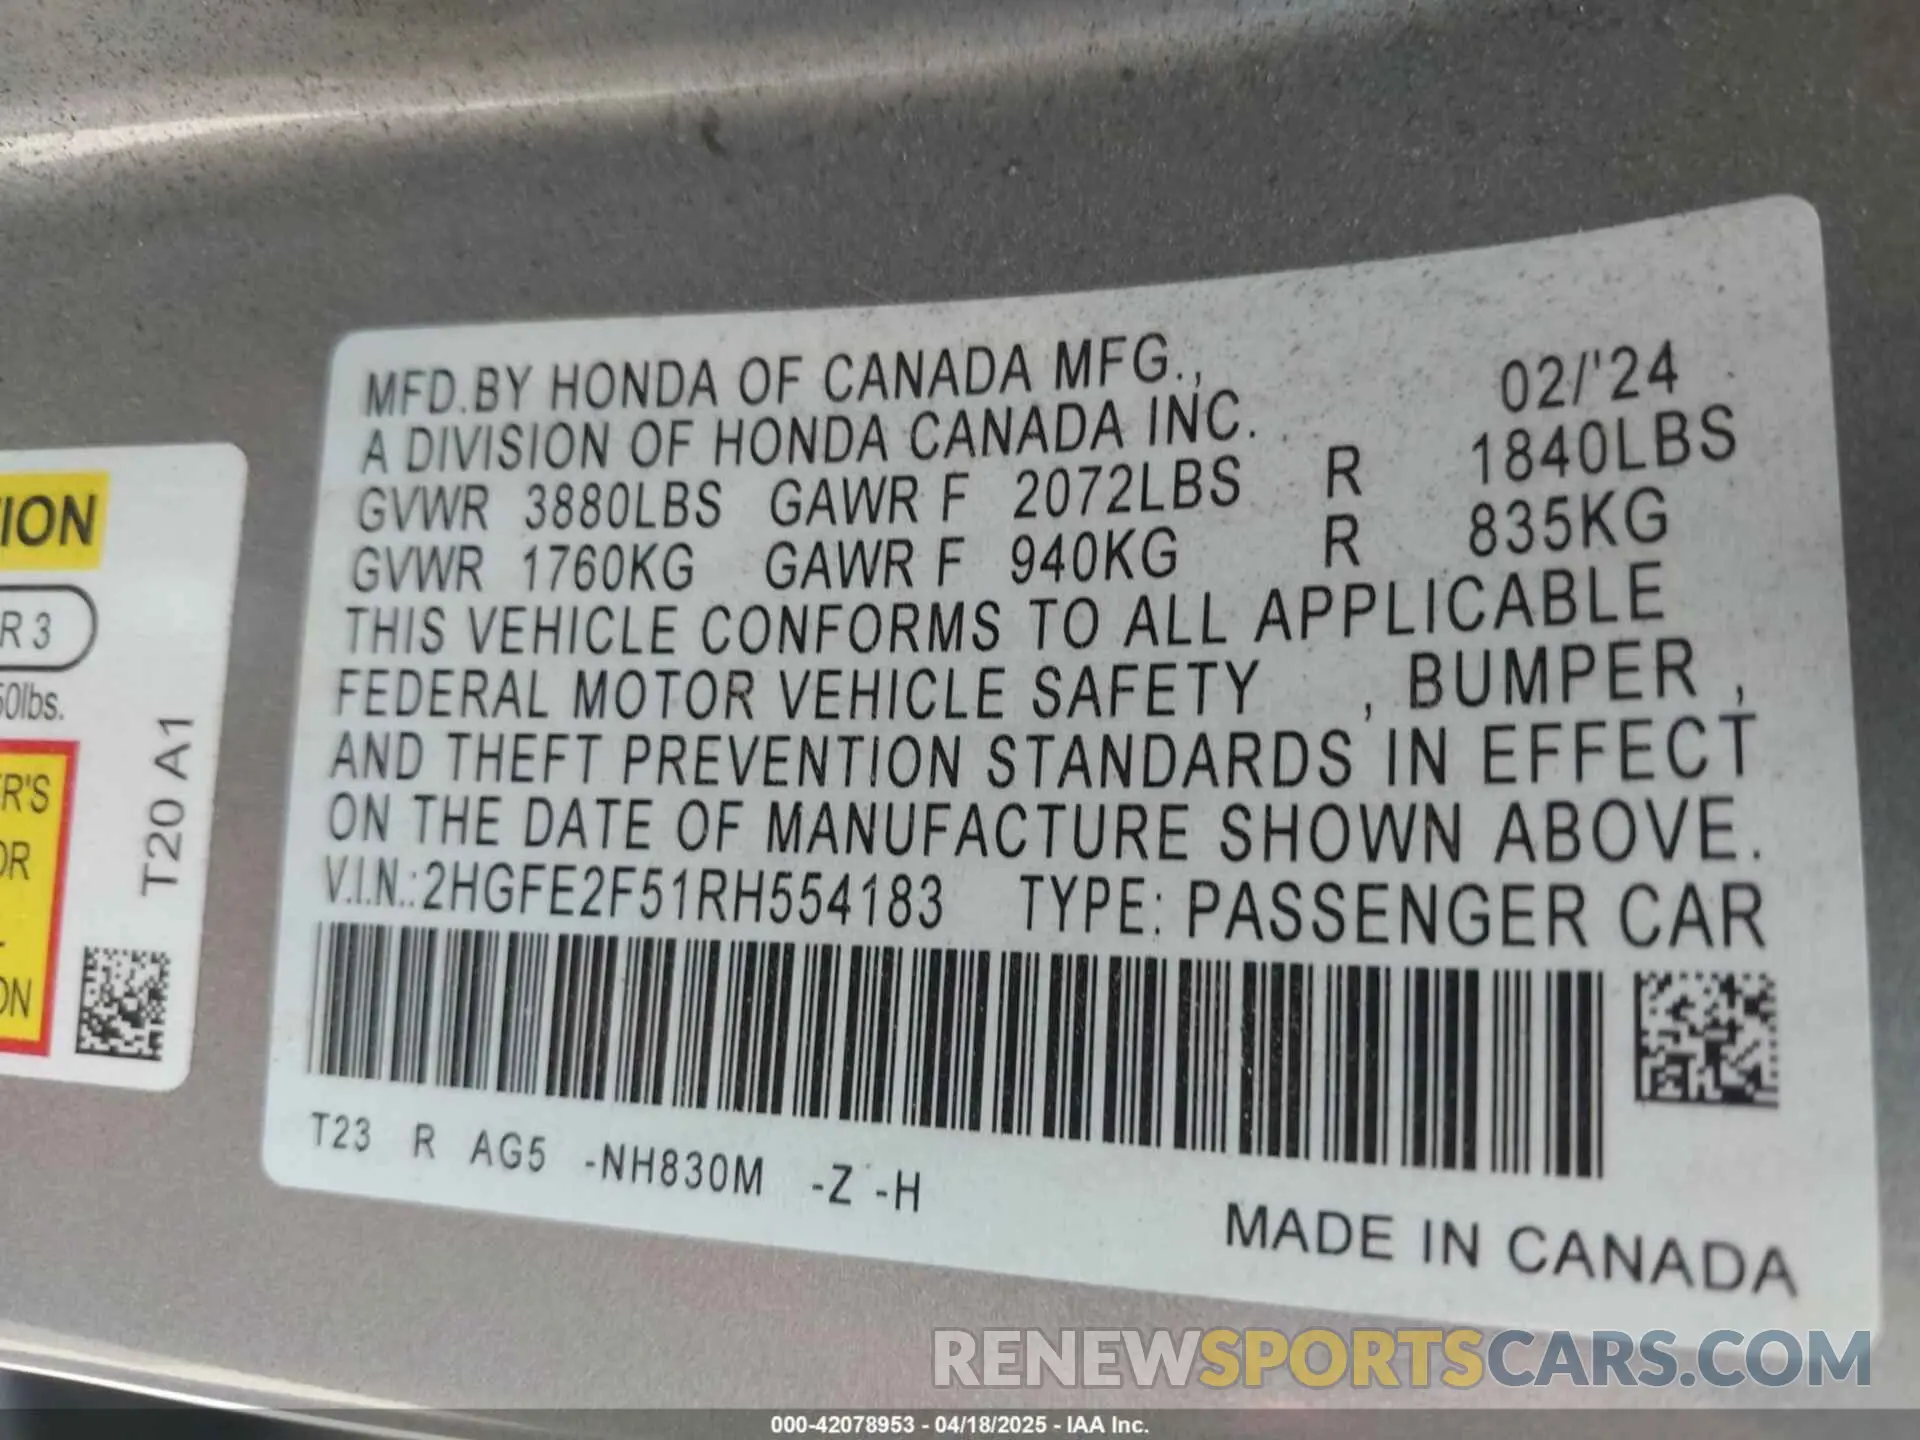 MFD. BY HONDA OF CANADA MFG., 02/'24
A DIVISION OF HONDA CANADA INC.
GVWR 3880LBS GAWR F 2072LBS R 1840LBS
GVWR 1760KG GAWR F 940KG R 835KG
THIS VEHICLE CONFORMS TO ALL APPLICABLE
FEDERAL MOTOR VEHICLE SAFETY , BUMPER ,
AND THEFT PREVENTION STANDARDS IN EFFECT
ON THE DATE OF MANUFACTURE SHOWN ABOVE.
V.I.N.: 2HGFE2F51RH554183 TYPE: PASSENGER CAR
T23 R AG5 -NH830M -Z -H
MADE IN CANADA
ION
R 3
50lbs.
R'S
OR
ON
T20 A1
RENEWSPORTSCARS.COM
000-42078953 - 04/18/2025 - IAA Inc.